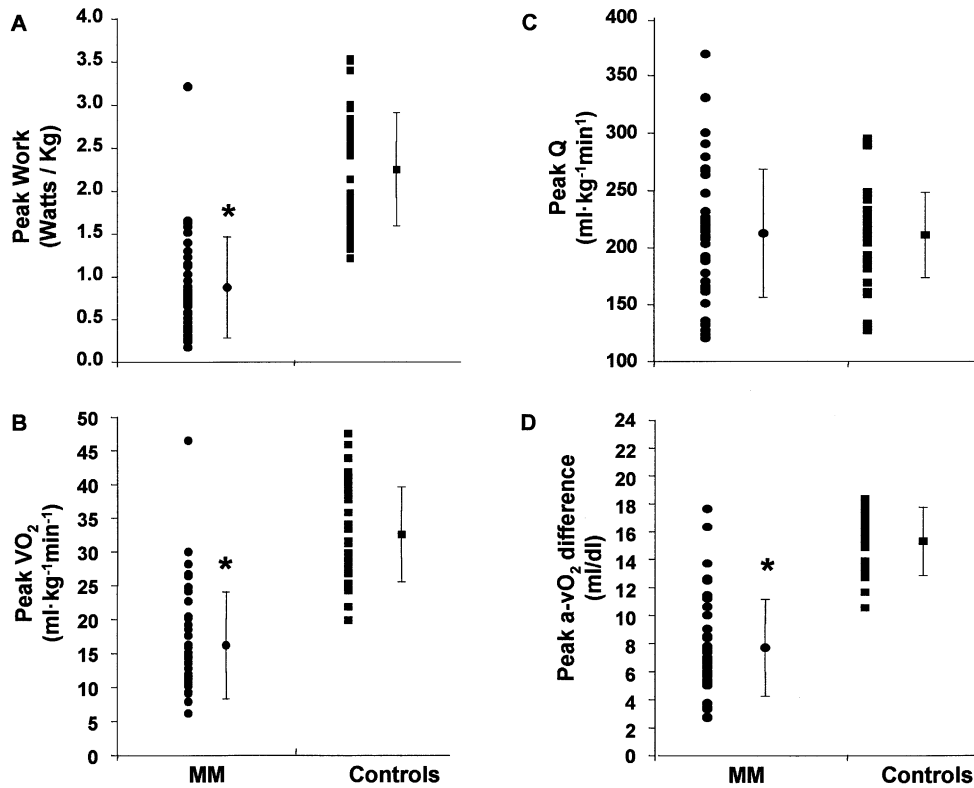 A
Peak Work
(Watts / Kg)
4.0
3.5
3.0
2.5
2.0
1.5
1.0
0.5
0.0
*
C
Peak Q
(ml·kg⁻¹min¹)
400
350
300
250
200
150
100
B
Peak VO₂
(ml·kg⁻¹min⁻¹)
50
45
40
35
30
25
20
15
10
5
0
*
MM
Controls
D
Peak a-vO₂ difference
(ml/dl)
24
22
20
18
16
14
12
10
8
6
4
2
0
*
MM
Controls